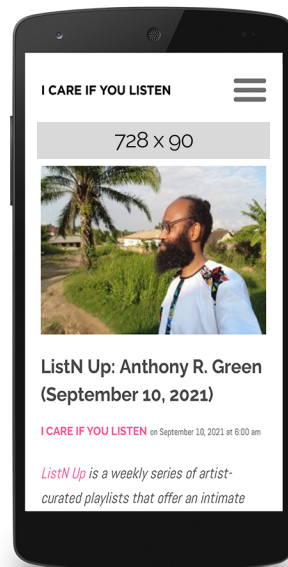 I CARE IF YOU LISTEN
728 x 90
ListN Up: Anthony R. Green
(September 10, 2021)
I CARE IF YOU LISTEN on September 10, 2021 at 6:00 am
ListN Up is a weekly series of artist-
curated playlists that offer an intimate